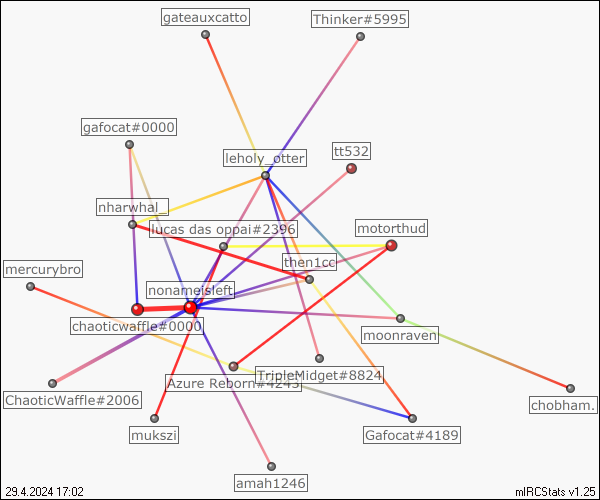 gateauxcatto
Thinker#5995
gafocat#0000
leholy_otter
tt532
nharwhal_
lucas das oppai#2396
motorthud
then1cc
mercurybro
nonameisleft
chaoticwaffle#0000
moonraven
TripleMidget#8824
Azure Reborn#4243
ChaoticWaffle#2006
chobham.
mukszi
Gafocat#4189
amah1246
29.4.2024 17:02
mIRCStats v1.25